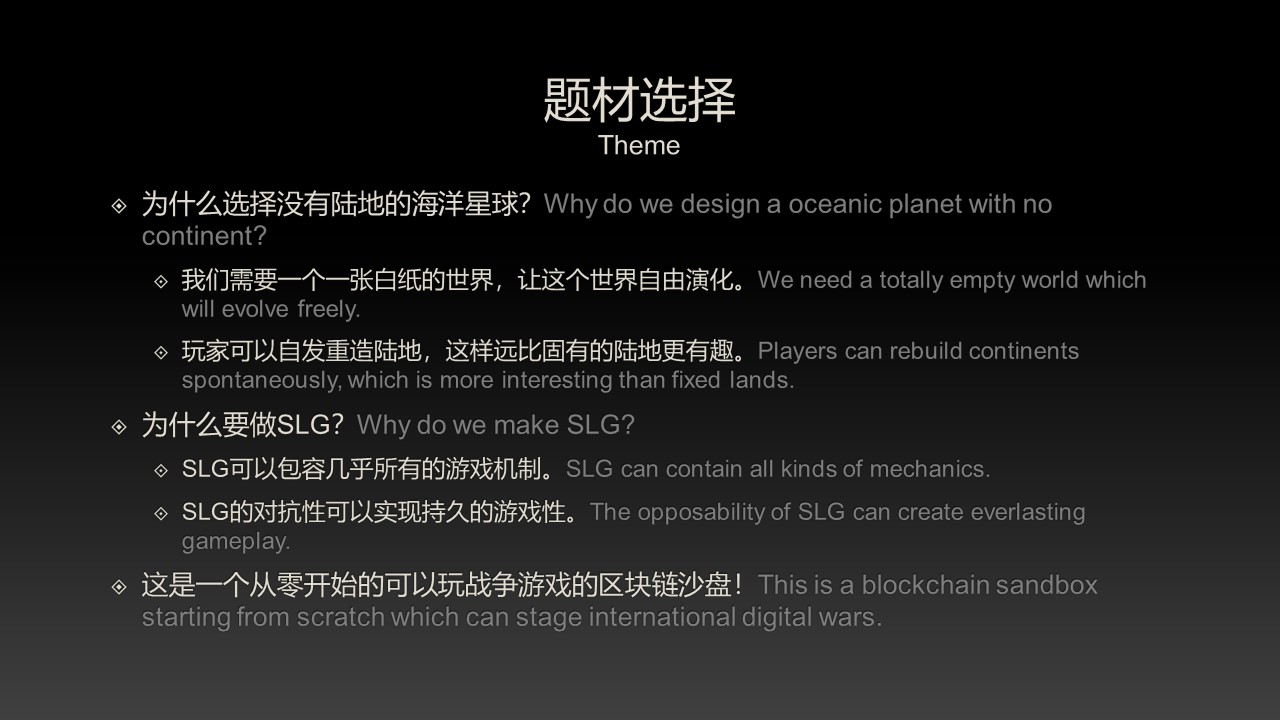 题材选择
Theme
为什么选择没有陆地的海洋星球？Why do we design a oceanic planet with no
continent?
我们需要一个一张白纸的世界，让这个世界自由演化。We need a totally empty world which
will evolve freely.
玩家可以自发重造陆地，这样远比固有的陆地更有趣。Players can rebuild continents
spontaneously, which is more interesting than fixed lands.
为什么要做SLG？Why do we make SLG?
SLG可以包容几乎所有的游戏机制。SLG can contain all kinds of mechanics.
SLG的对抗性可以实现持久的游戏性。The opposability of SLG can create everlasting
gameplay.
这是一个从零开始的可以玩战争游戏的区块链沙盘！This is a blockchain sandbox
starting from scratch which can stage international digital wars.